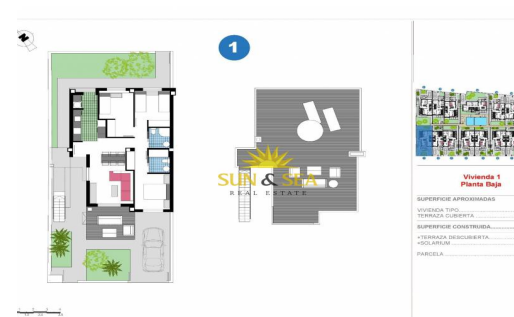 N
1
SUN & SEA
REAL ESTATE
Vivienda 1
Planta Baja
SUPERFICIE APROXIMADAS
VIVIENDA TIPO
TERRAZA CUBIERTA
SUPERFICIE CONSTRUIDA
+TERRAZA DESCUBIERTA
+SOLARIUM
PARCELA